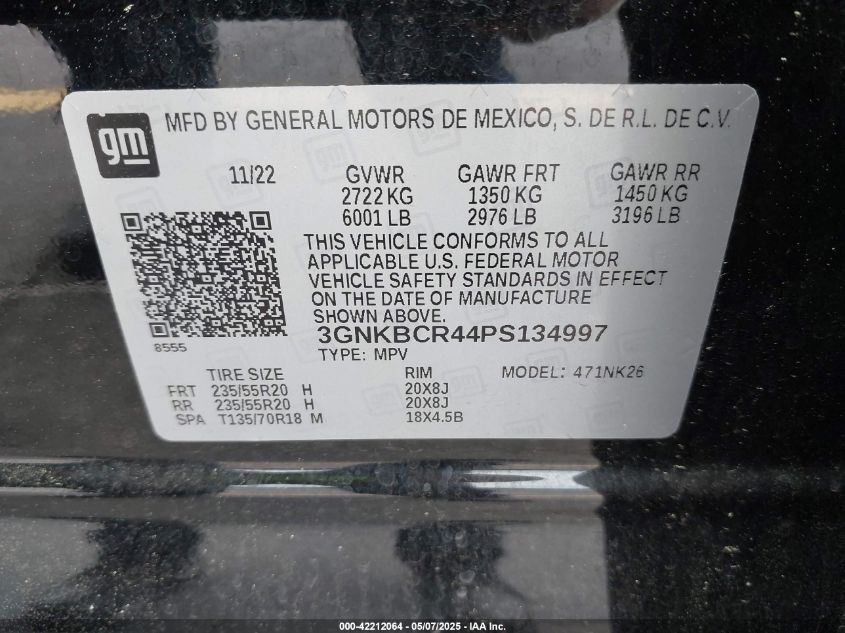 gm
MFD BY GENERAL MOTORS DE MEXICO, S. DE R.L. DE C.V.
11/22 GVWR GAWR FRT GAWR RR
2722 KG 1350 KG 1450 KG
6001 LB 2976 LB 3196 LB
THIS VEHICLE CONFORMS TO ALL
APPLICABLE U.S. FEDERAL MOTOR
VEHICLE SAFETY STANDARDS IN EFFECT
ON THE DATE OF MANUFACTURE
SHOWN ABOVE.
8555
3GNKBCR44PS134997
TYPE: MPV
TIRE SIZE RIM MODEL: 471NK26
FRT 235/55R20 H 20X8J
RR 235/55R20 H 20X8J
SPA T135/70R18 M 18X4.5B
000-42212064 - 05/07/2025 - IAA Inc.